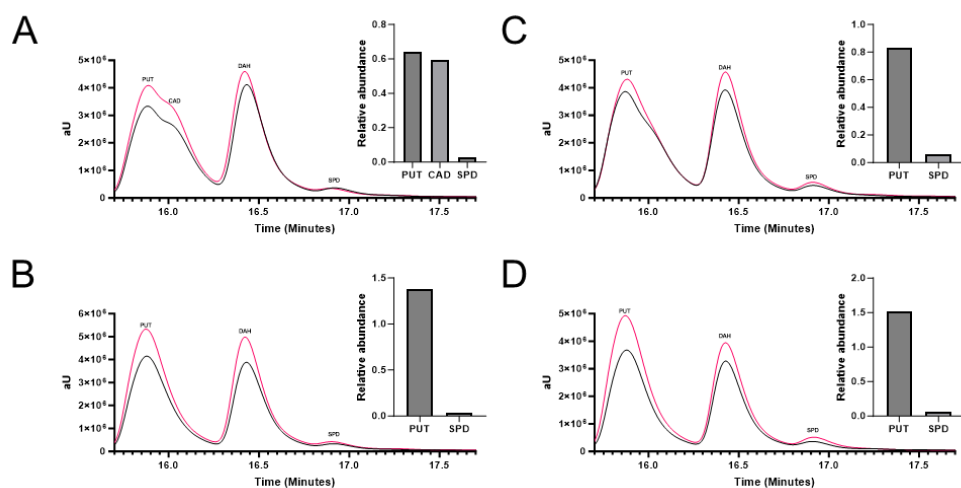 A
5×10⁶
4×10⁶
3×10⁶
2×10⁶
1×10⁶
0
aU
PUT
CAD
DAH
SPD
16.0 16.5 17.0 17.5
Time (Minutes)
Relative abundance
0.8
0.6
0.4
0.2
0.0
PUT CAD SPD
C
5×10⁶
4×10⁶
3×10⁶
2×10⁶
1×10⁶
0
aU
PUT
DAH
SPD
16.0 16.5 17.0 17.5
Time (Minutes)
Relative abundance
1.0
0.8
0.6
0.4
0.2
0.0
PUT SPD
B
6×10⁶
5×10⁶
4×10⁶
3×10⁶
2×10⁶
1×10⁶
0
aU
PUT
DAH
SPD
16.0 16.5 17.0 17.5
Time (Minutes)
Relative abundance
1.5
1.0
0.5
0.0
PUT SPD
D
5×10⁶
4×10⁶
3×10⁶
2×10⁶
1×10⁶
0
aU
PUT
DAH
SPD
16.0 16.5 17.0 17.5
Time (Minutes)
Relative abundance
2.0
1.5
1.0
0.5
0.0
PUT SPD